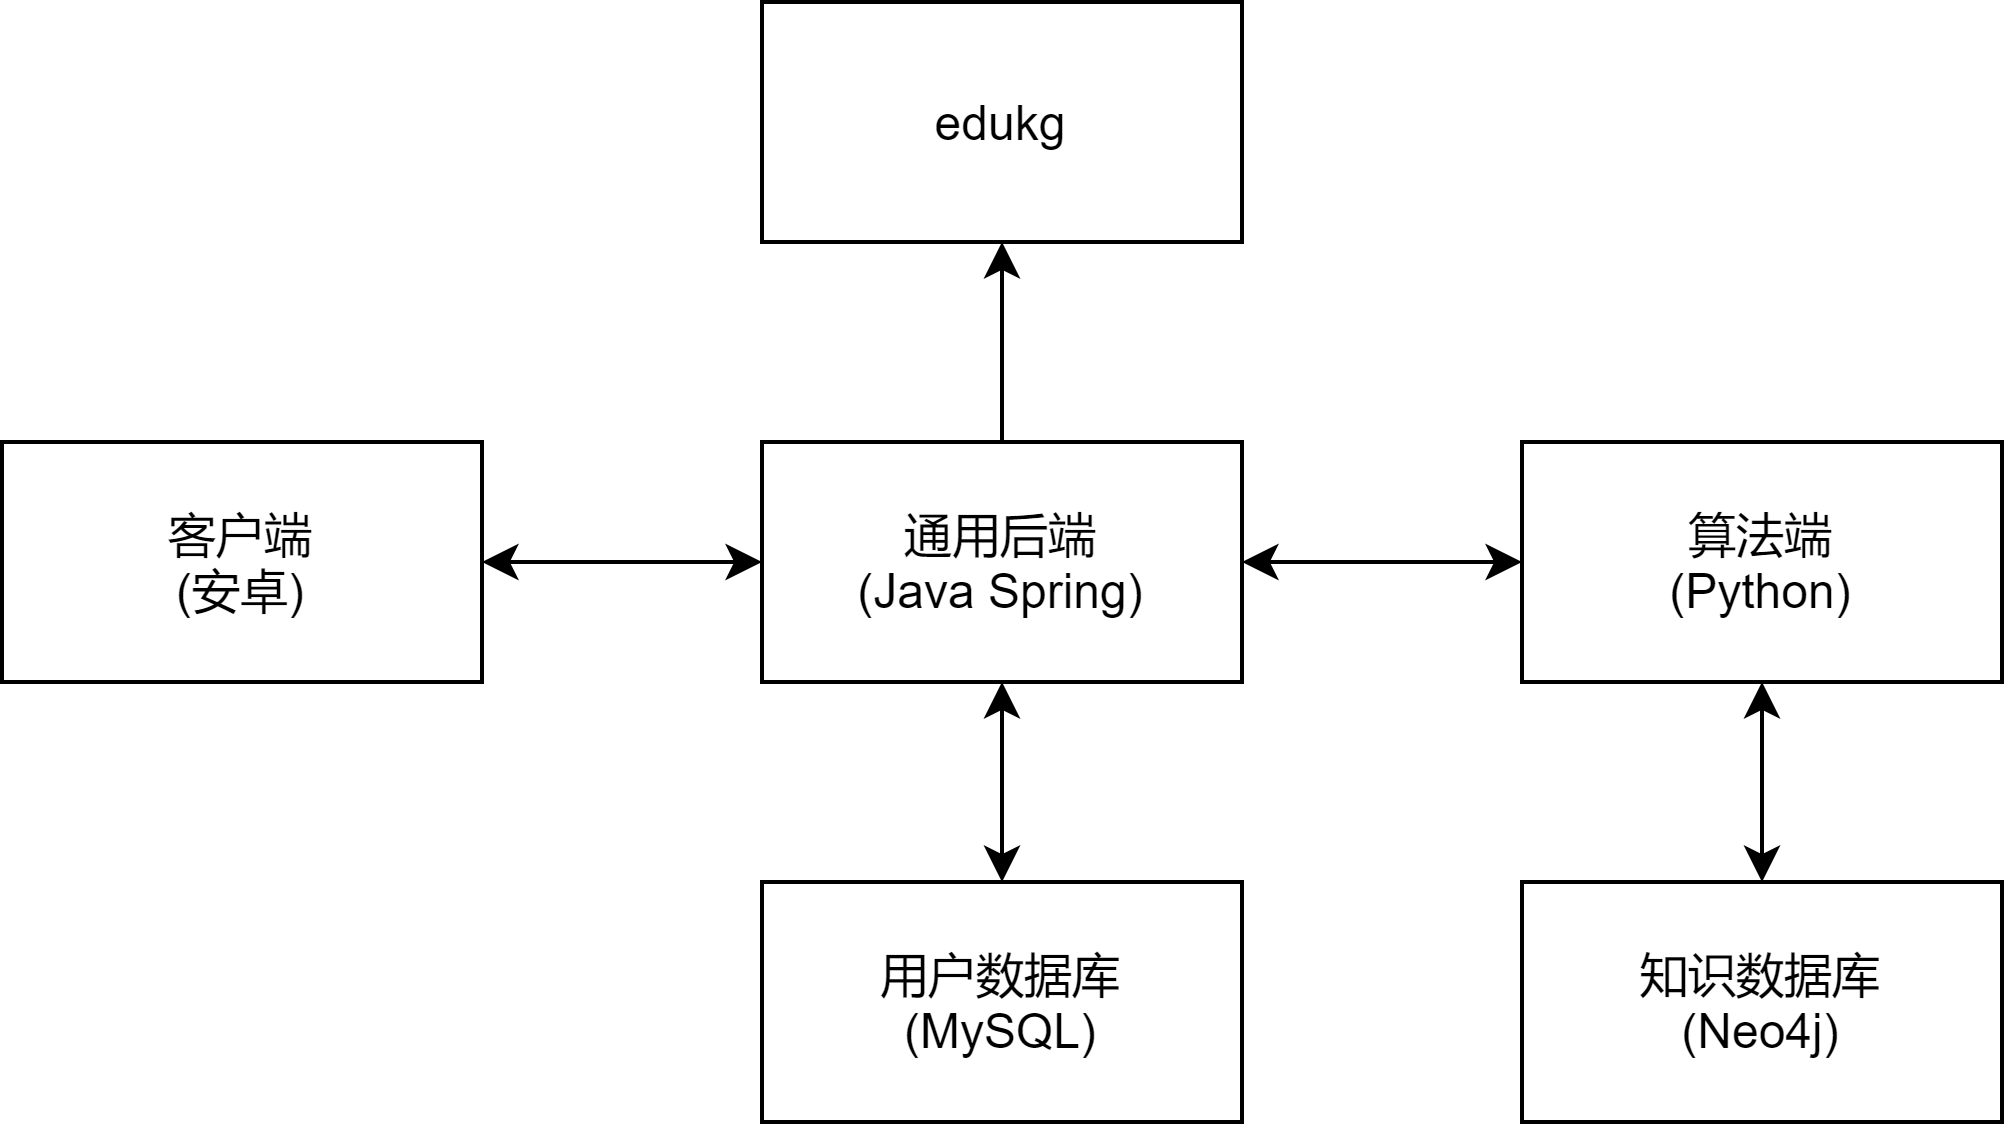 edukg
客户端
(安卓)
通用后端
(Java Spring)
算法端
(Python)
用户数据库
(MySQL)
知识数据库
(Neo4j)